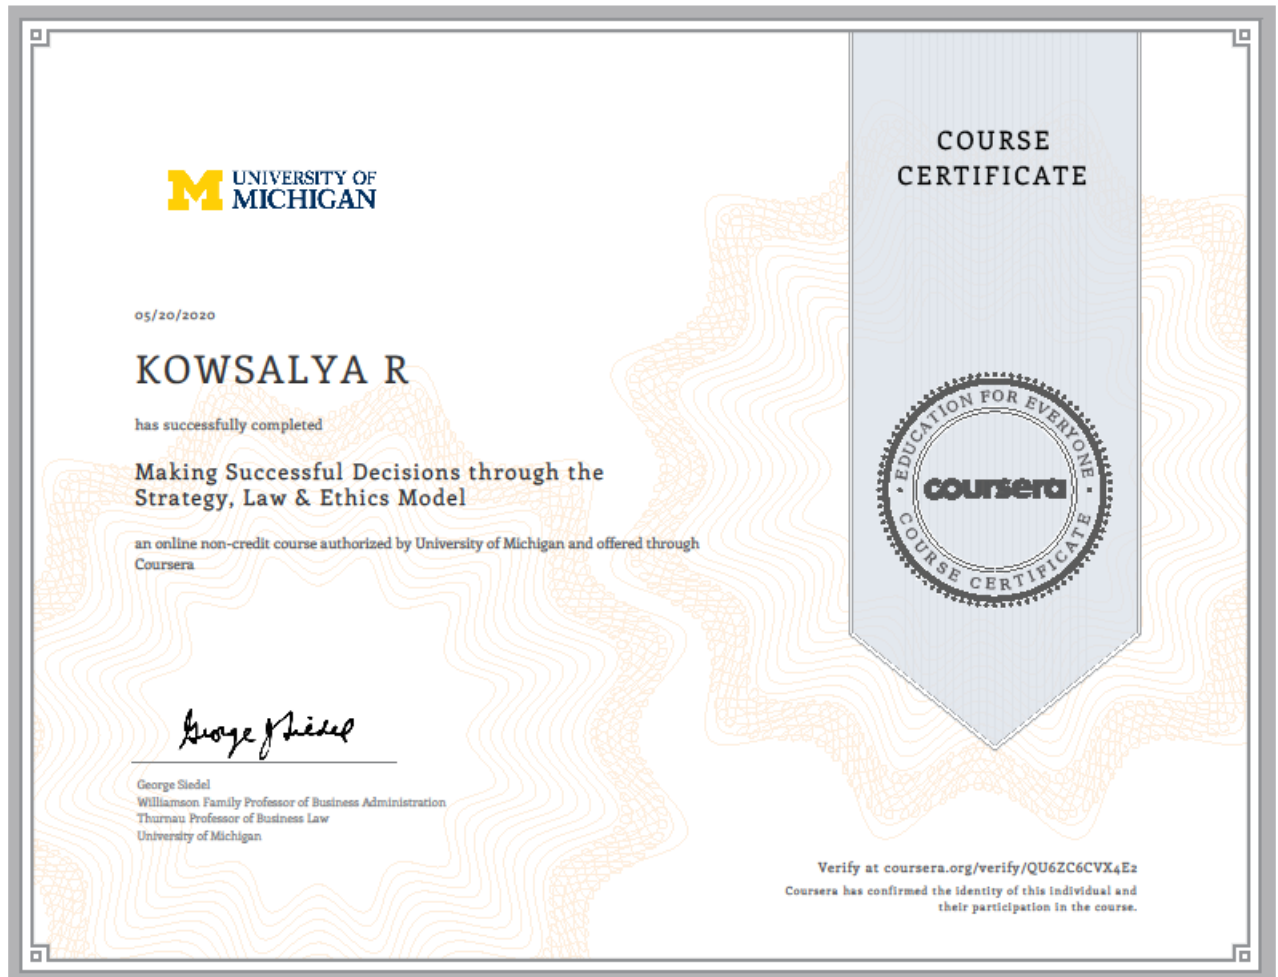 UNIVERSITY OF
MICHIGAN
COURSE
CERTIFICATE
05/20/2020
KOWSALYA R
has successfully completed
Making Successful Decisions through the
Strategy, Law & Ethics Model
an online non-credit course authorized by University of Michigan and offered through
Coursera
EDUCATION FOR EVERYONE
coursera
COURSE CERTIFICATE
George J Siedel
George Siedel
Williamson Family Professor of Business Administration
Thurnau Professor of Business Law
University of Michigan
Verify at coursera.org/verify/QU6ZC6CVX4E2
Coursera has confirmed the identity of this individual and
their participation in the course.